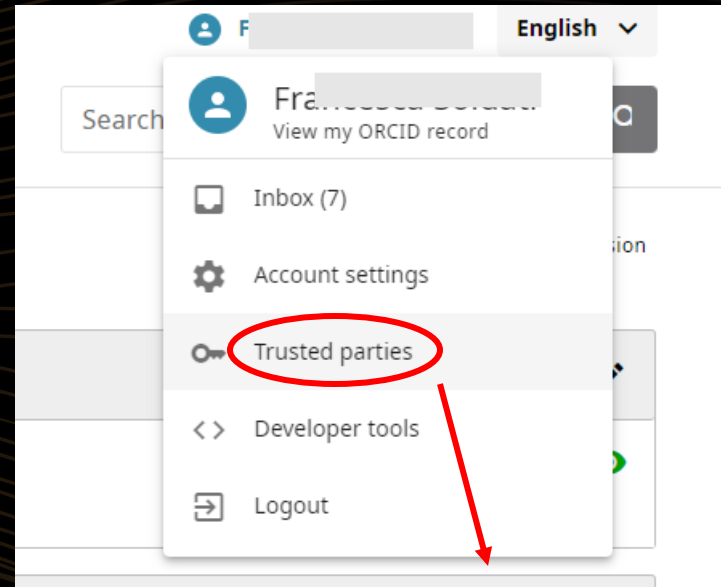 F
English
Search
View my ORCID record
Inbox (7)
Account settings
Trusted parties
Developer tools
Logout